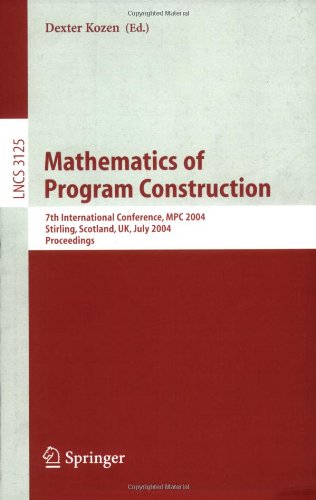 Dexter Kozen (Ed.)
LNCS 3125
Mathematics of
Program Construction
7th International Conference, MPC 2004
Stirling, Scotland, UK, July 2004
Proceedings
Springer